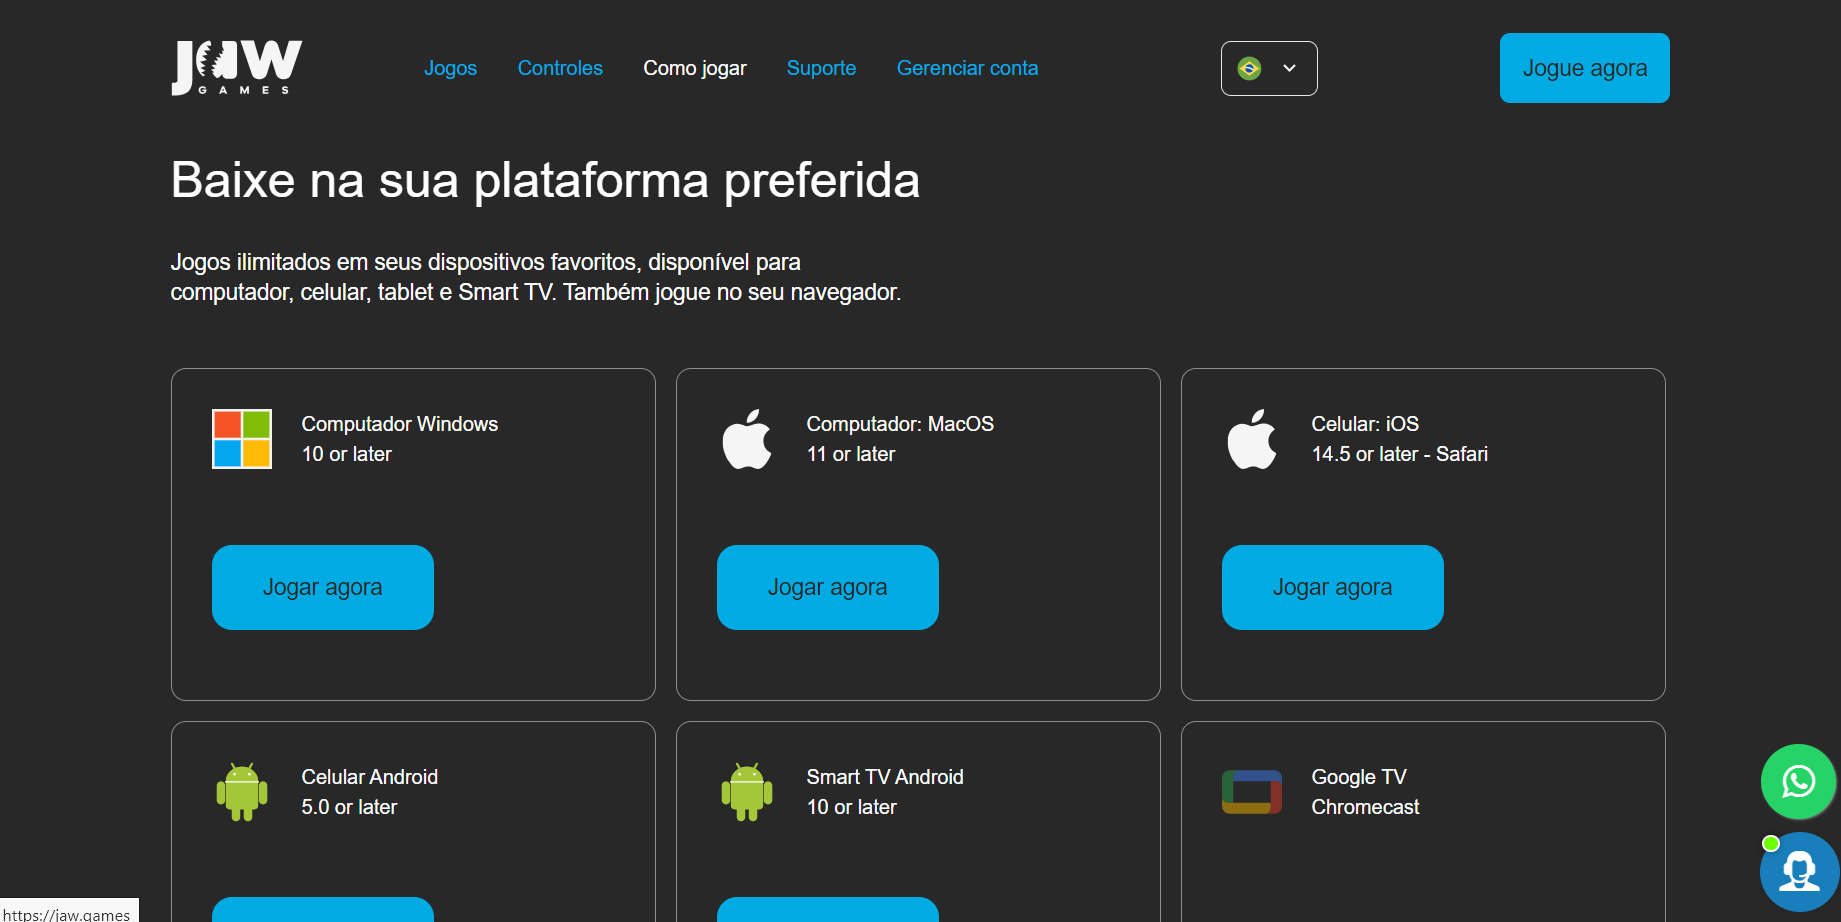 JAW
GAMES
Jogos
Controles
Como jogar
Suporte
Gerenciar conta
Jogue agora
Baixe na sua plataforma preferida
Jogos ilimitados em seus dispositivos favoritos, disponível para
computador, celular, tablet e Smart TV. Também jogue no seu navegador.
Computador Windows
10 or later
Jogar agora
Computador: MacOS
11 or later
Jogar agora
Celular: iOS
14.5 or later - Safari
Jogar agora
Celular Android
5.0 or later
Smart TV Android
10 or later
Google TV
Chromecast
https://jaw.games